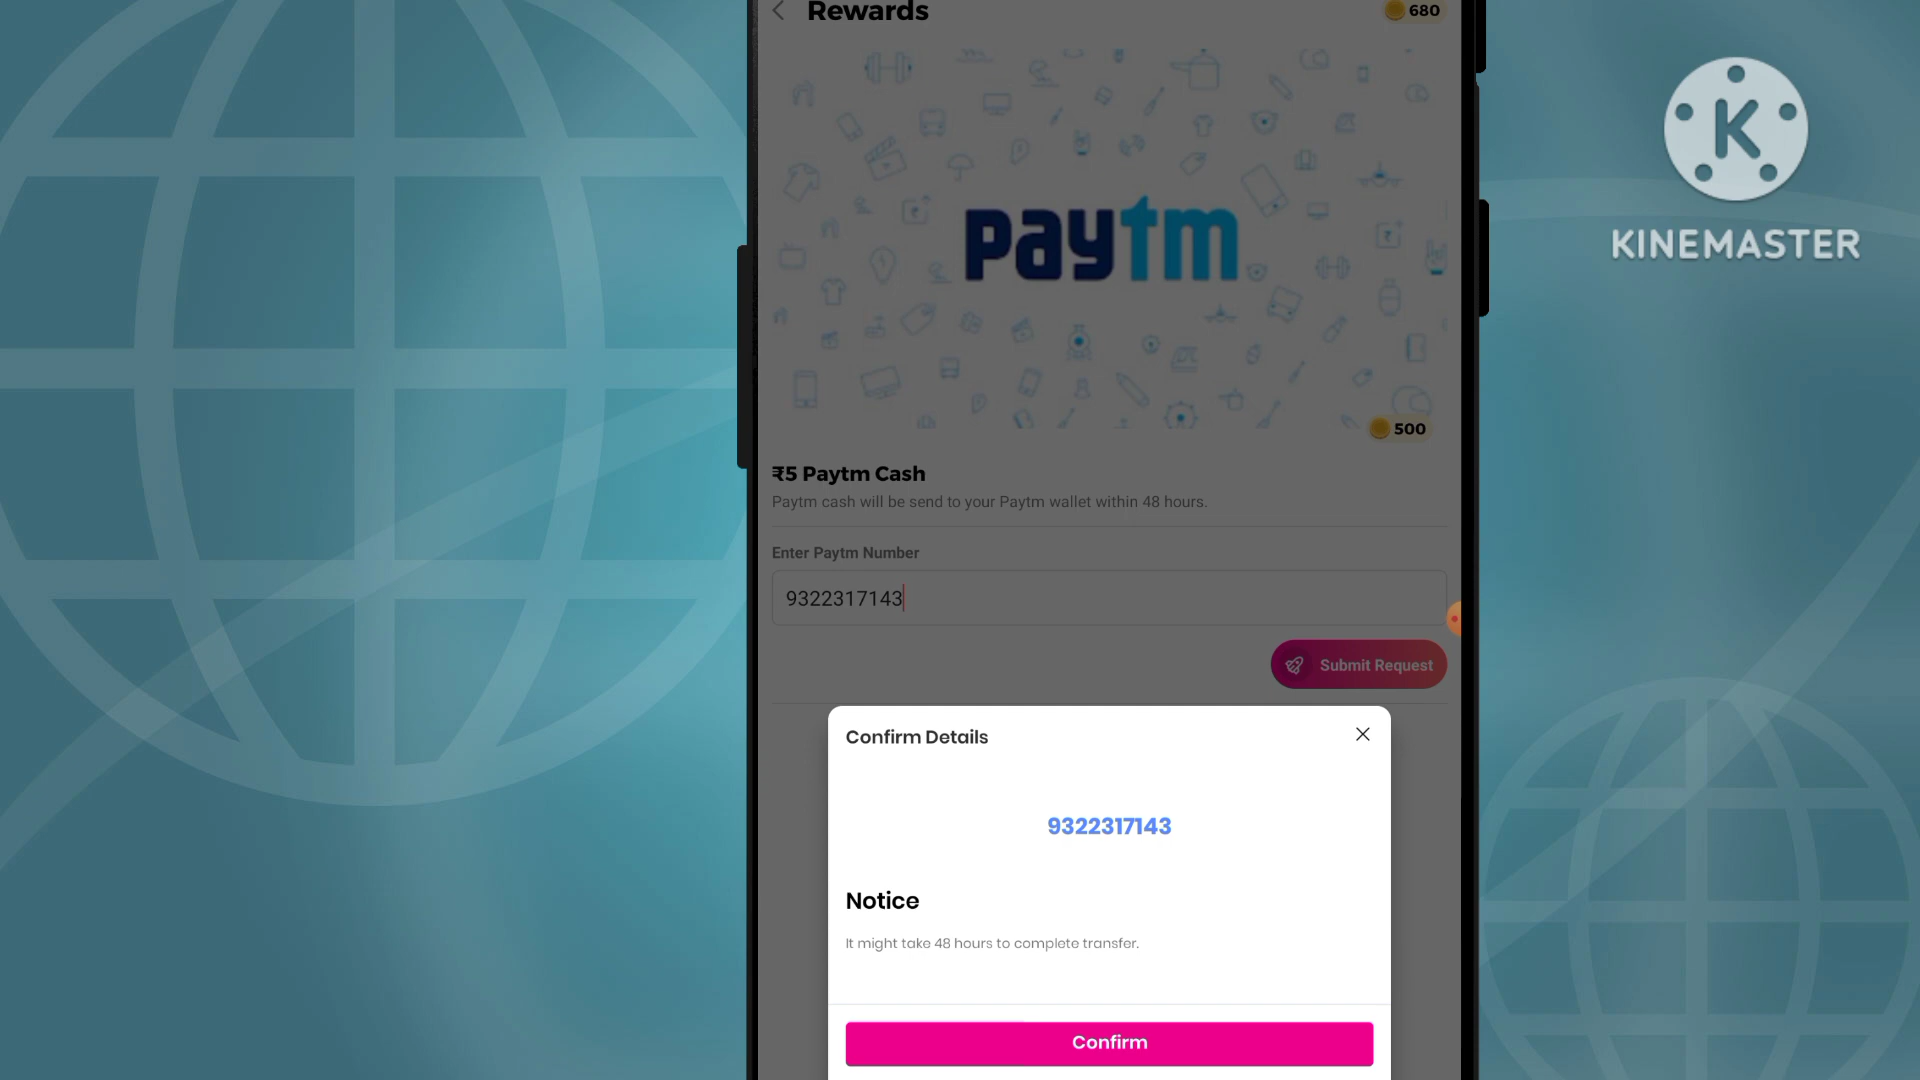 Rewards
680
K
KINEMASTER
paytm
500
₹5 Paytm Cash
Paytm cash will be send to your Paytm wallet within 48 hours.
Enter Paytm Number
9322317143
Submit Request
Confirm Details
9322317143
Notice
It might take 48 hours to complete transfer.
Confirm